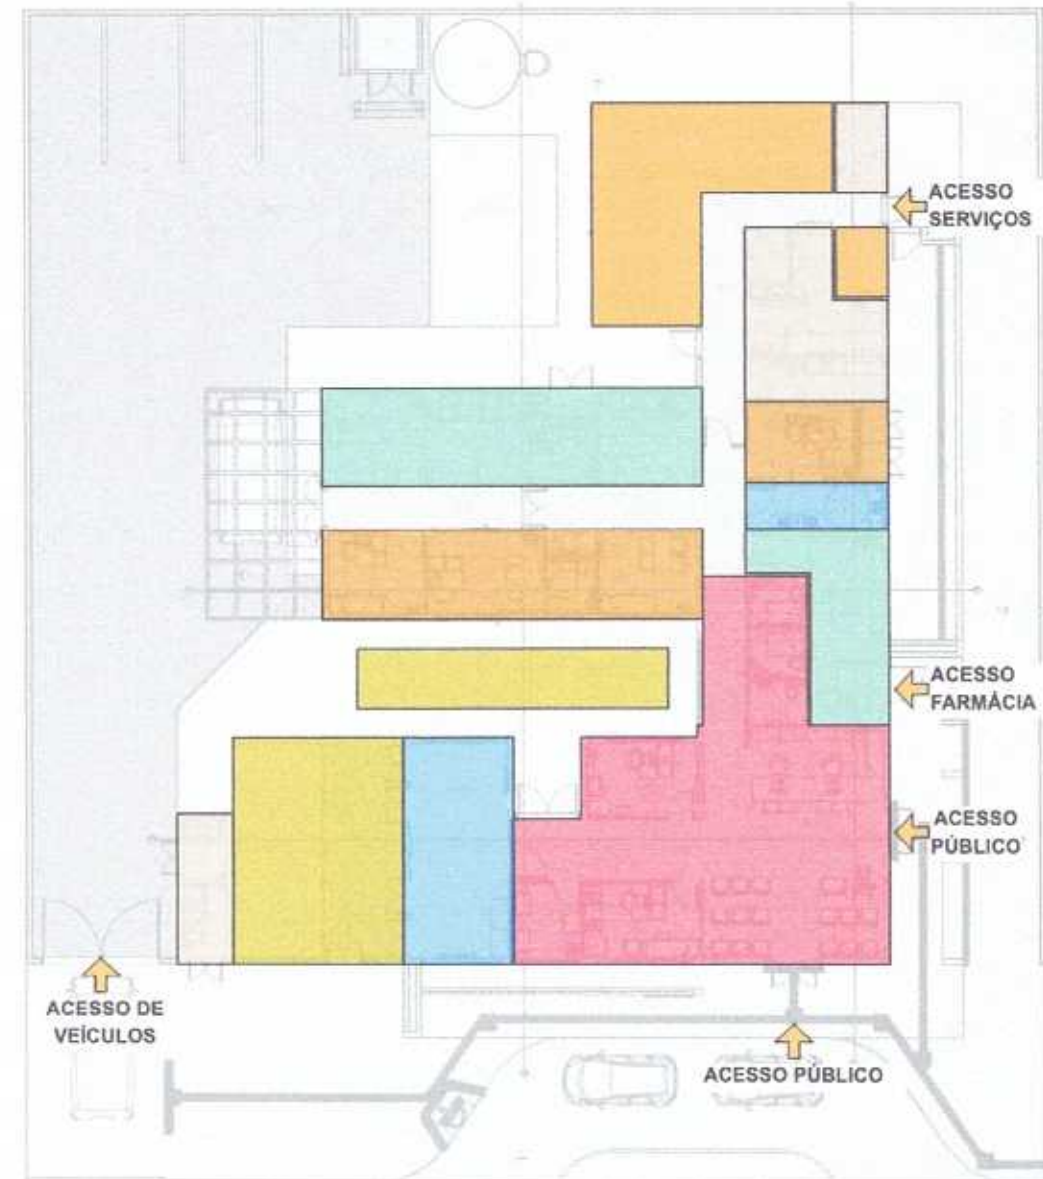 ACESSO
SERVIÇOS
ACESSO
FARMÁCIA
ACESSO
PÚBLICO
ACESSO DE
VEÍCULOS
ACESSO PÚBLICO